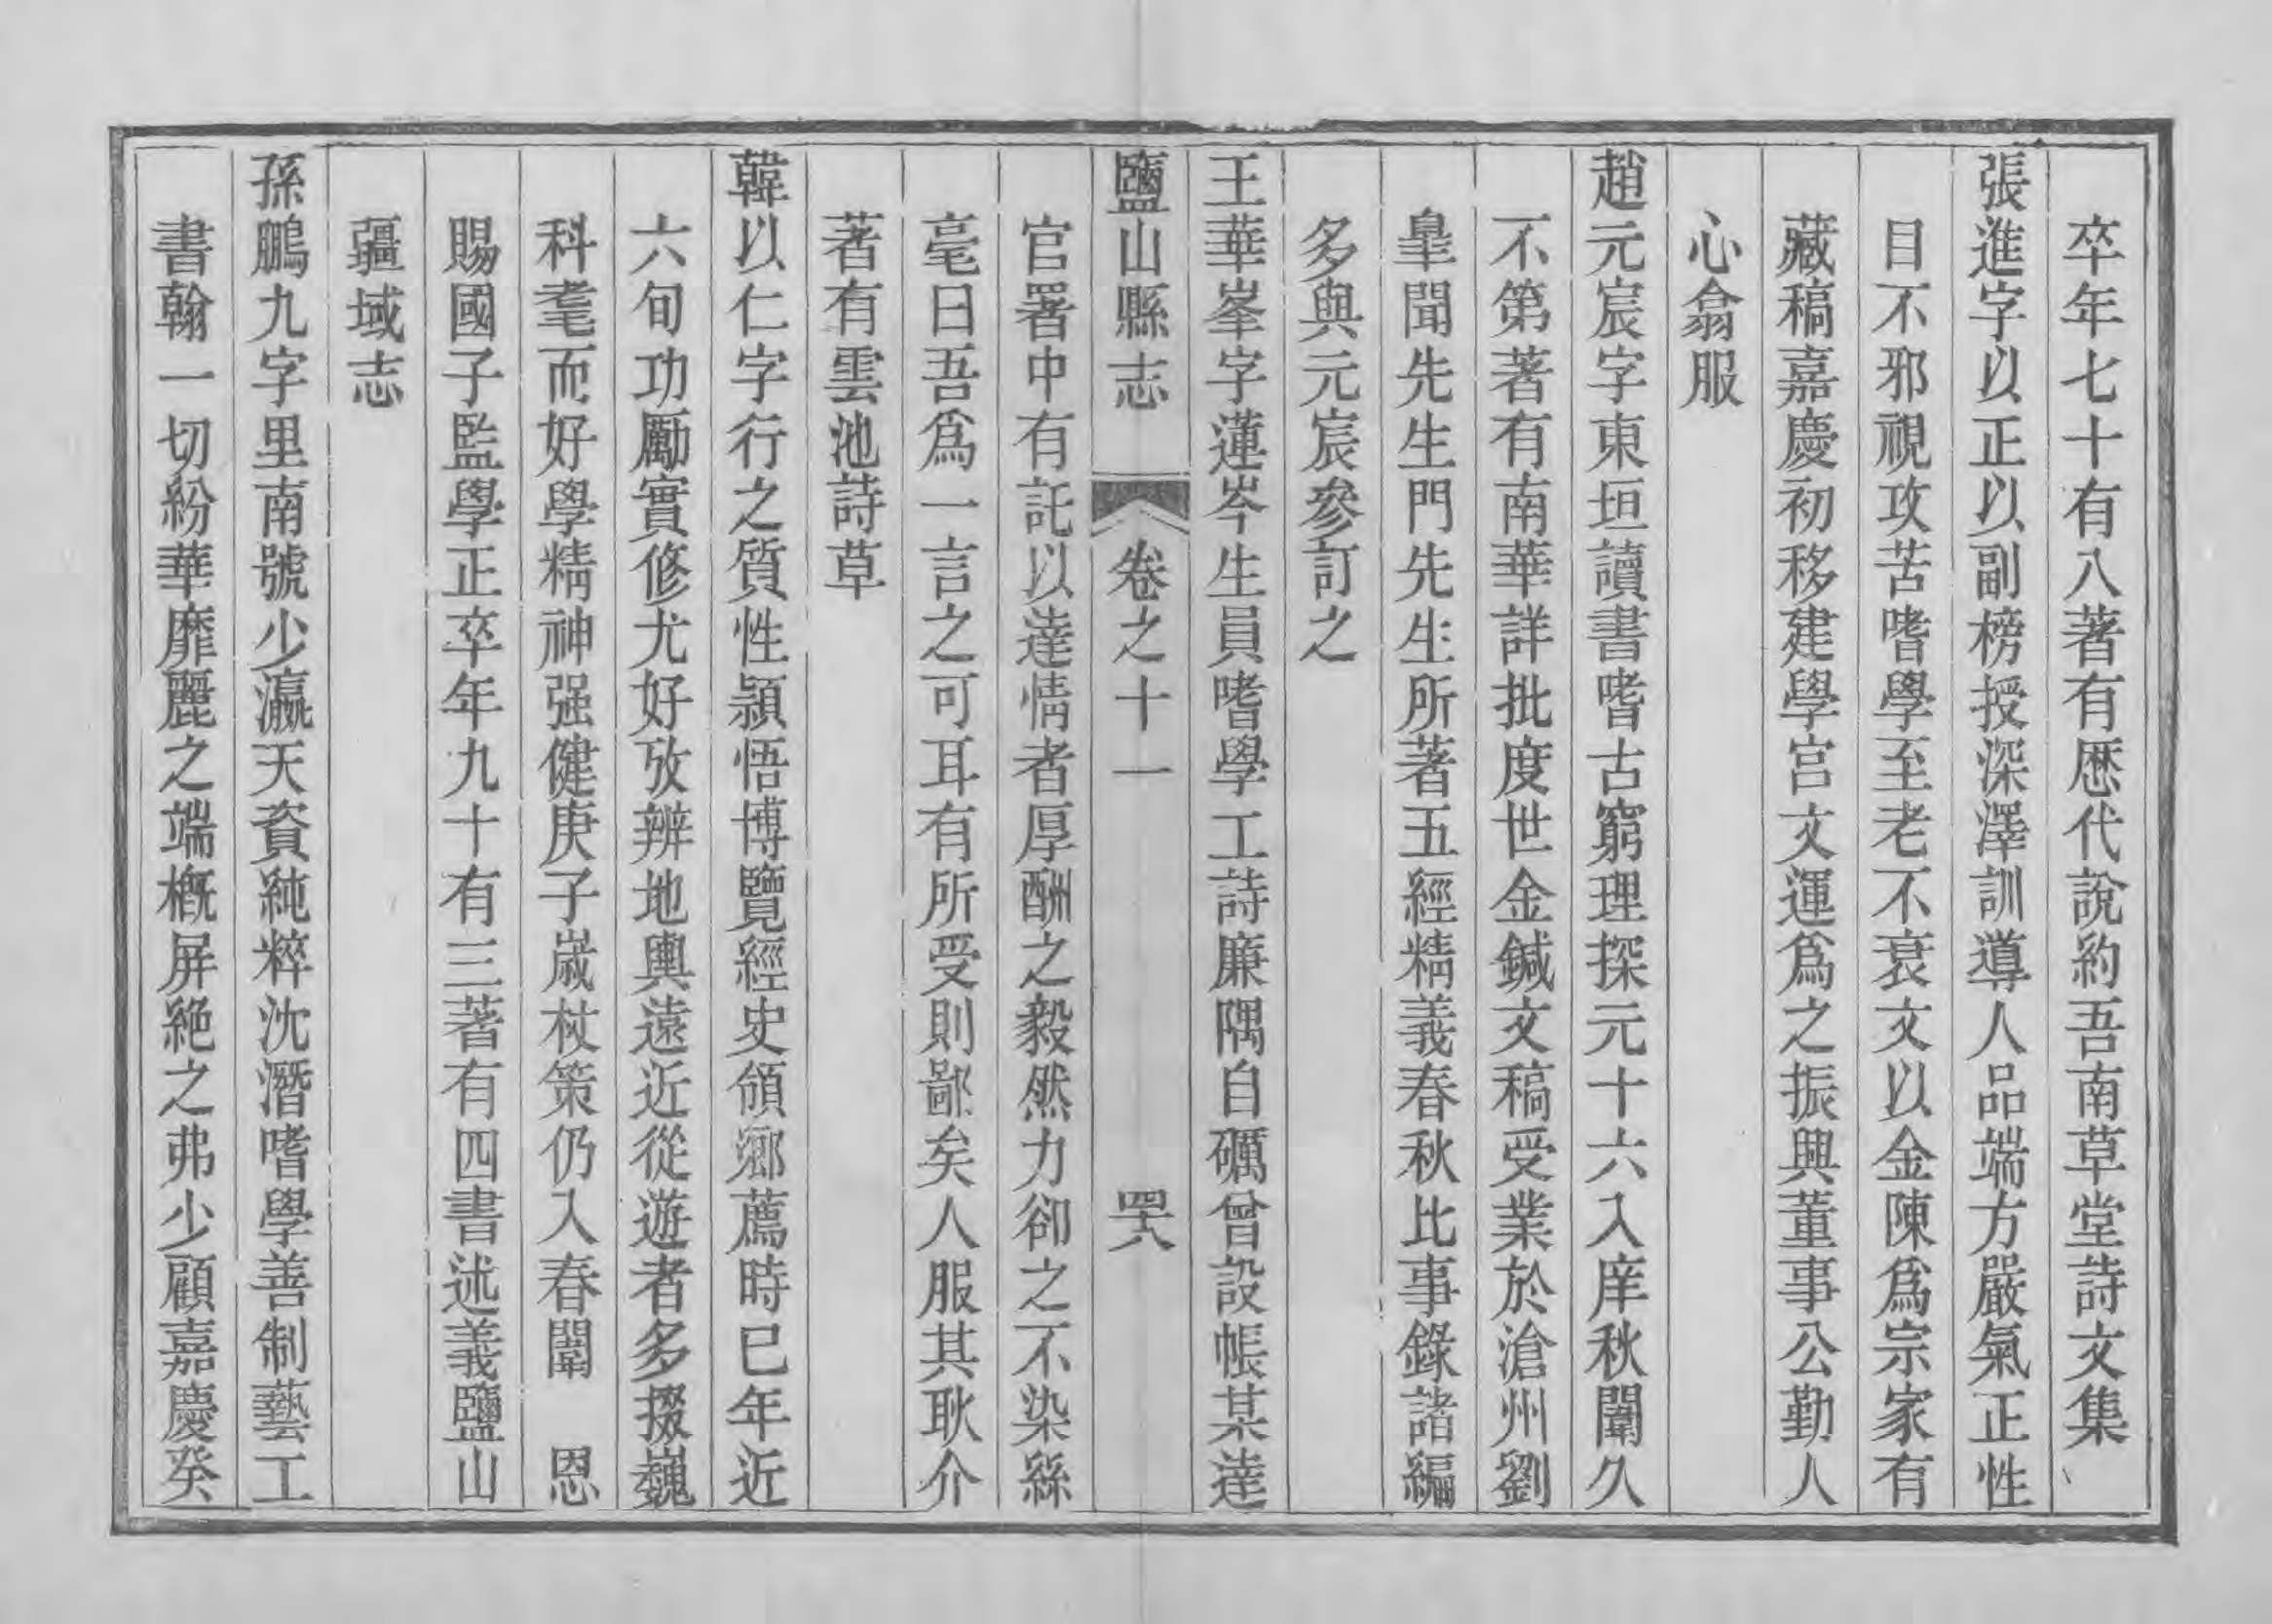 卒年七十有八著有歷代說約吾南草堂詩文集
張進字以正以副榜授深澤訓導人品端方嚴氣正性
目不邪視攻苦嗜學至老不衰文以金陳爲宗家有
藏稿嘉慶初移建學宮文運爲之振興董事公勤人
心翕服
趙元宸字東垣讀書嗜古窮理探元十六入庠秋闈久
不第著有南華詳批度世金鍼文稿受業於滄州劉
臯聞先生門先生所著五經精義春秋比事錄諸編
多與元宸參訂之
王華峯字蓮岑生員嗜學工詩廉隅自礪曾設帳某達
鹽山縣志 卷之十一 四六
官署中有託以達情者厚酬之毅然力卻之不染絲
毫曰吾爲一言之可耳有所受則鄙矣人服其耿介
著有雲池詩草
韓以仁字行之質性潁悟博覽經史領鄉薦時已年近
六旬功勵實修尤好攷辨地輿遠近從遊者多掇巍
科耄而好學精神强健庚子歲杖策仍入春闈 恩
賜國子監學正卒年九十有三著有四書述義鹽山
疆域志
孫鵬九字里南號少瀛天資純粹沈潛嗜學善制藝工
書翰一切紛華靡麗之端槪屏絶之弗少顧嘉慶癸